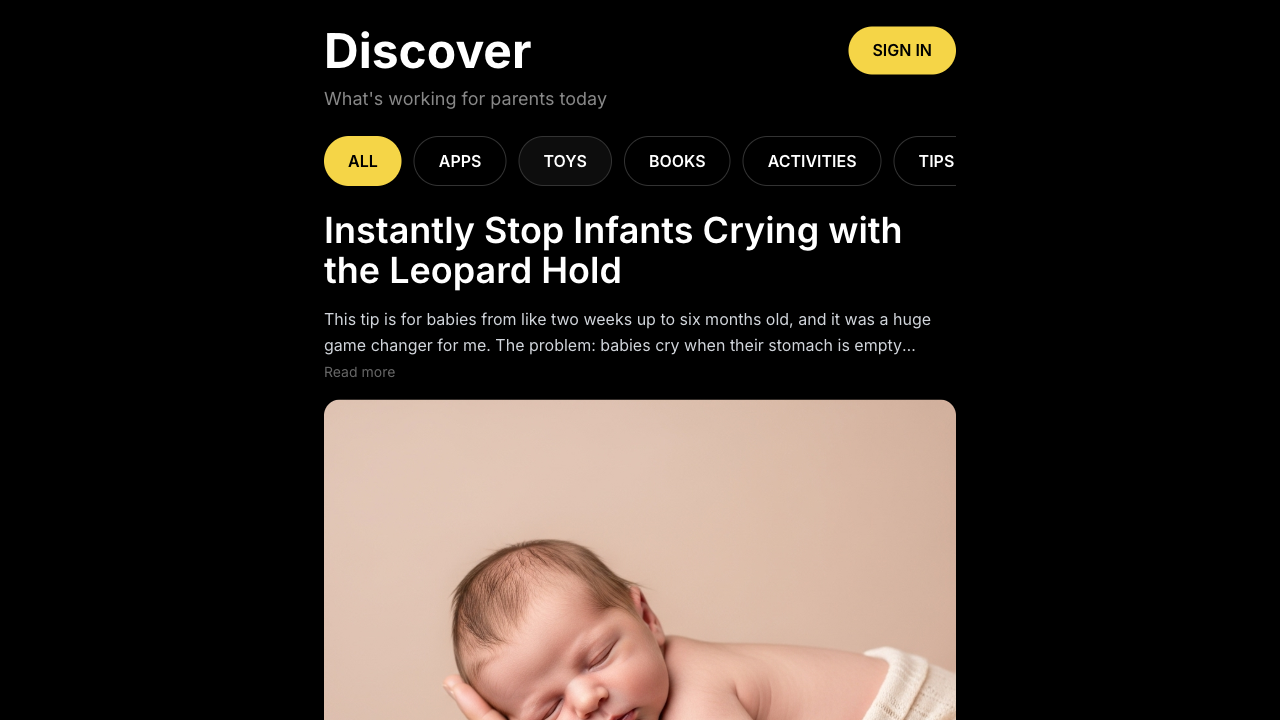 Discover
SIGN IN
What's working for parents today
ALL
APPS
TOYS
BOOKS
ACTIVITIES
TIPS
Instantly Stop Infants Crying with
the Leopard Hold
This tip is for babies from like two weeks up to six months old, and it was a huge
game changer for me. The problem: babies cry when their stomach is empty...
Read more